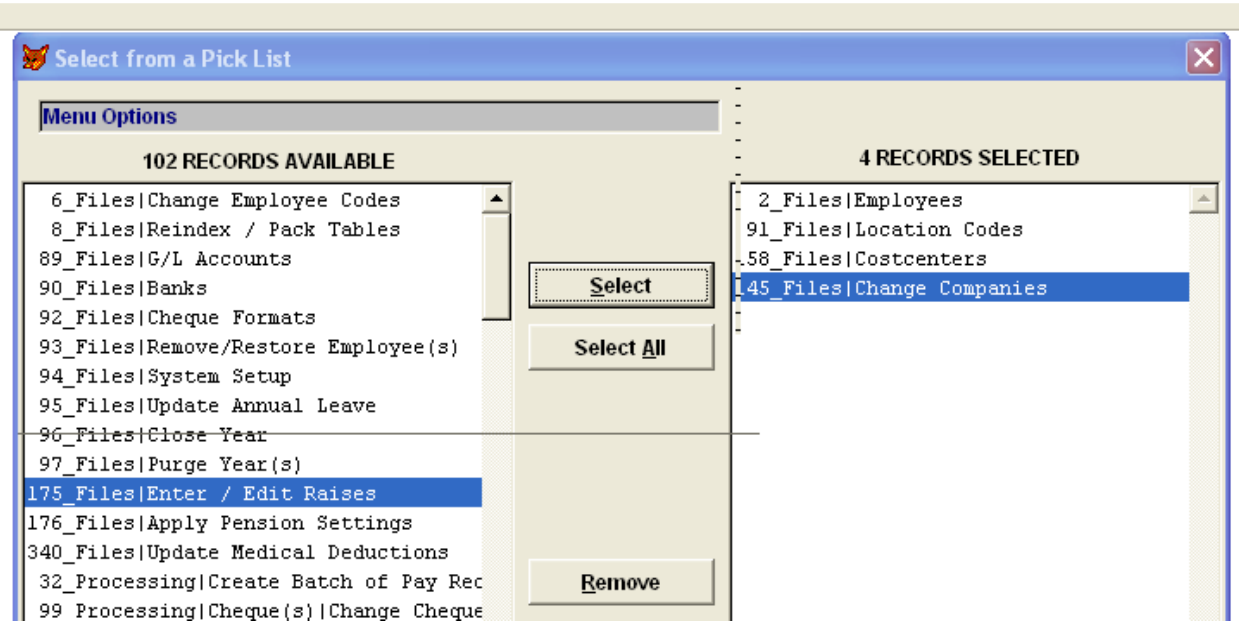 Select from a Pick List
Menu Options
102 RECORDS AVAILABLE
6_Files|Change Employee Codes
8_Files|Reindex / Pack Tables
89_Files|G/L Accounts
90_Files|Banks
92_Files|Cheque Formats
93_Files|Remove/Restore Employee(s)
94_Files|System Setup
95_Files|Update Annual Leave
96_Files|Close Year
97_Files|Purge Year(s)
175_Files|Enter / Edit Raises
176_Files|Apply Pension Settings
340_Files|Update Medical Deductions
32_Processing|Create Batch of Pay Rec
99 Processing|Cheque(s)|Change Cheque
Select
Select All
Remove
4 RECORDS SELECTED
2_Files|Employees
91_Files|Location Codes
158_Files|Costcenters
145_Files|Change Companies